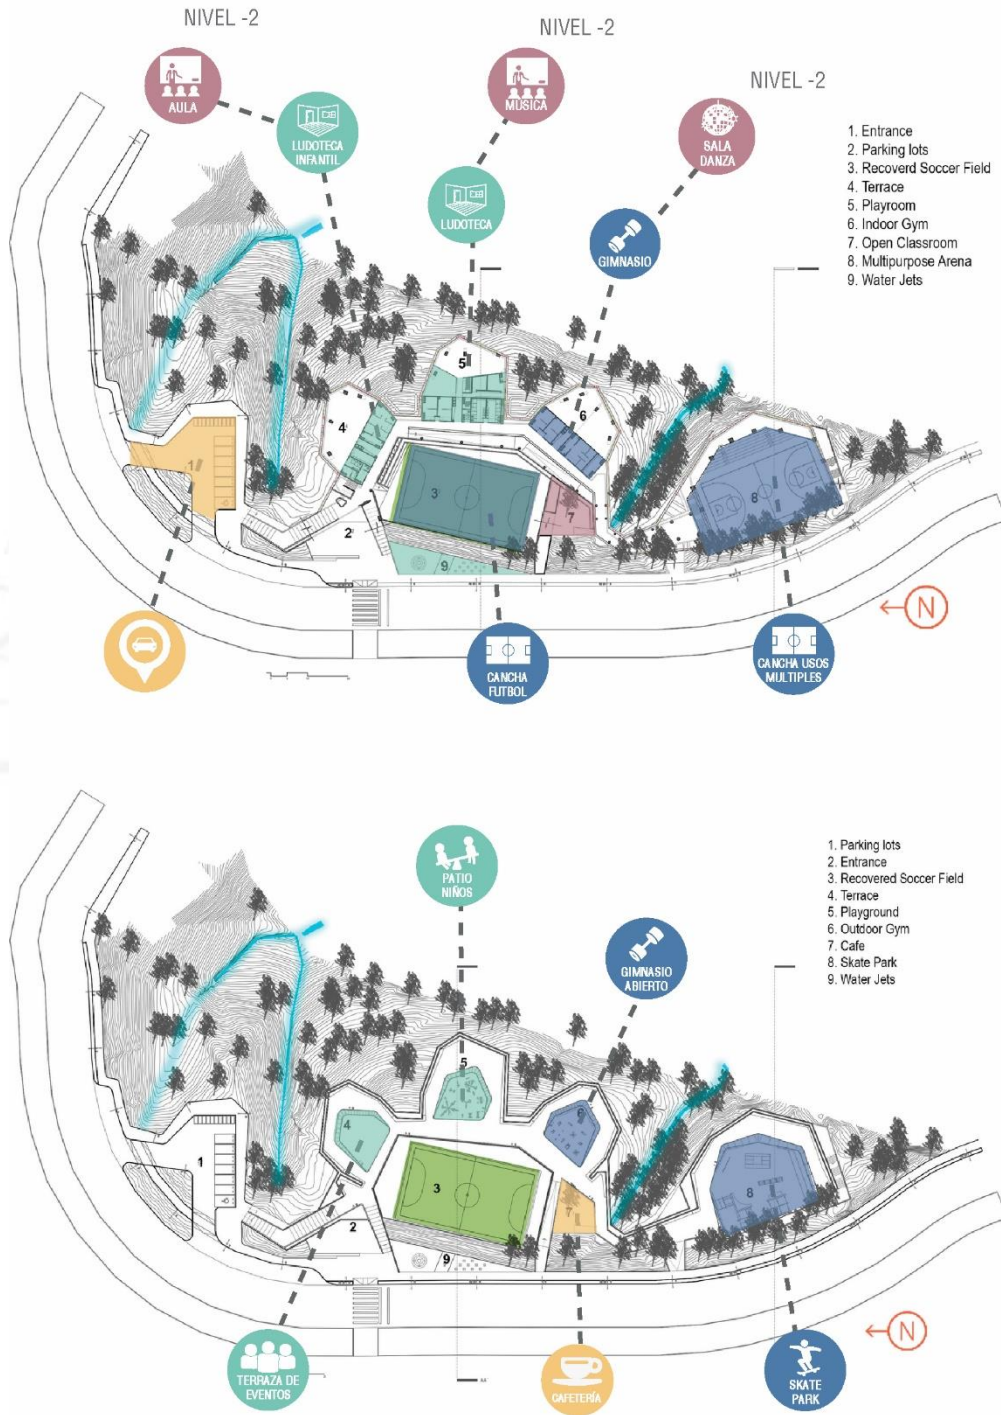 NIVEL -2
NIVEL -2
NIVEL -2
AULA
MUSICA
LUDOTECA
INFANTIL
SALA
DANZA
LUDOTECA
GIMNASIO
1. Entrance
2. Parking lots
3. Recoverd Soccer Field
4. Terrace
5. Playroom
6. Indoor Gym
7. Open Classroom
8. Multipurpose Arena
9. Water Jets
5
6
4
1
3
8
7
2
9
N
CANCHA
FUTBOL
CANCHA USOS
MULTIPLES
PATIO
NIÑOS
GIMNASIO
ABIERTO
1. Parking lots
2. Entrance
3. Recovered Soccer Field
4. Terrace
5. Playground
6. Outdoor Gym
7. Cafe
8. Skate Park
9. Water Jets
5
6
4
1
3
8
7
2
9
N
TERRAZA DE
EVENTOS
CAFETERÍA
SKATE
PARK